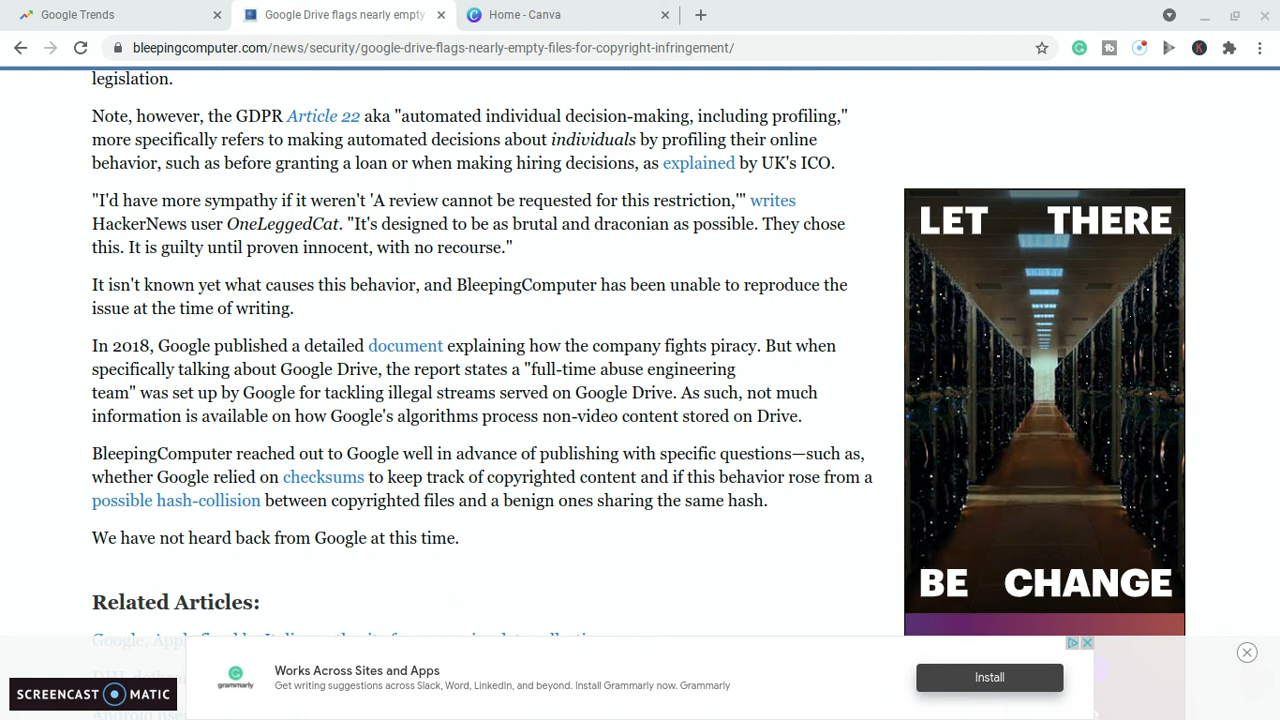 Google Trends
Google Drive flags nearly empty
Home - Canva
bleepingcomputer.com/news/security/google-drive-flags-nearly-empty-files-for-copyright-infringement/
legislation.
Note, however, the GDPR Article 22 aka "automated individual decision-making, including profiling,"
more specifically refers to making automated decisions about individuals by profiling their online
behavior, such as before granting a loan or when making hiring decisions, as explained by UK's ICO.
"I'd have more sympathy if it weren't 'A review cannot be requested for this restriction,'" writes
HackerNews user OneLeggedCat. "It's designed to be as brutal and draconian as possible. They chose
this. It is guilty until proven innocent, with no recourse."
It isn't known yet what causes this behavior, and BleepingComputer has been unable to reproduce the
issue at the time of writing.
In 2018, Google published a detailed document explaining how the company fights piracy. But when
specifically talking about Google Drive, the report states a "full-time abuse engineering
team" was set up by Google for tackling illegal streams served on Google Drive. As such, not much
information is available on how Google's algorithms process non-video content stored on Drive.
BleepingComputer reached out to Google well in advance of publishing with specific questions—such as,
whether Google relied on checksums to keep track of copyrighted content and if this behavior rose from a
possible hash-collision between copyrighted files and a benign ones sharing the same hash.
We have not heard back from Google at this time.
Related Articles:
LET THERE
BE CHANGE
grammarly
Works Across Sites and Apps
Get writing suggestions across Slack, Word, LinkedIn, and beyond. Install Grammarly now. Grammarly
Install
SCREENCAST MATIC